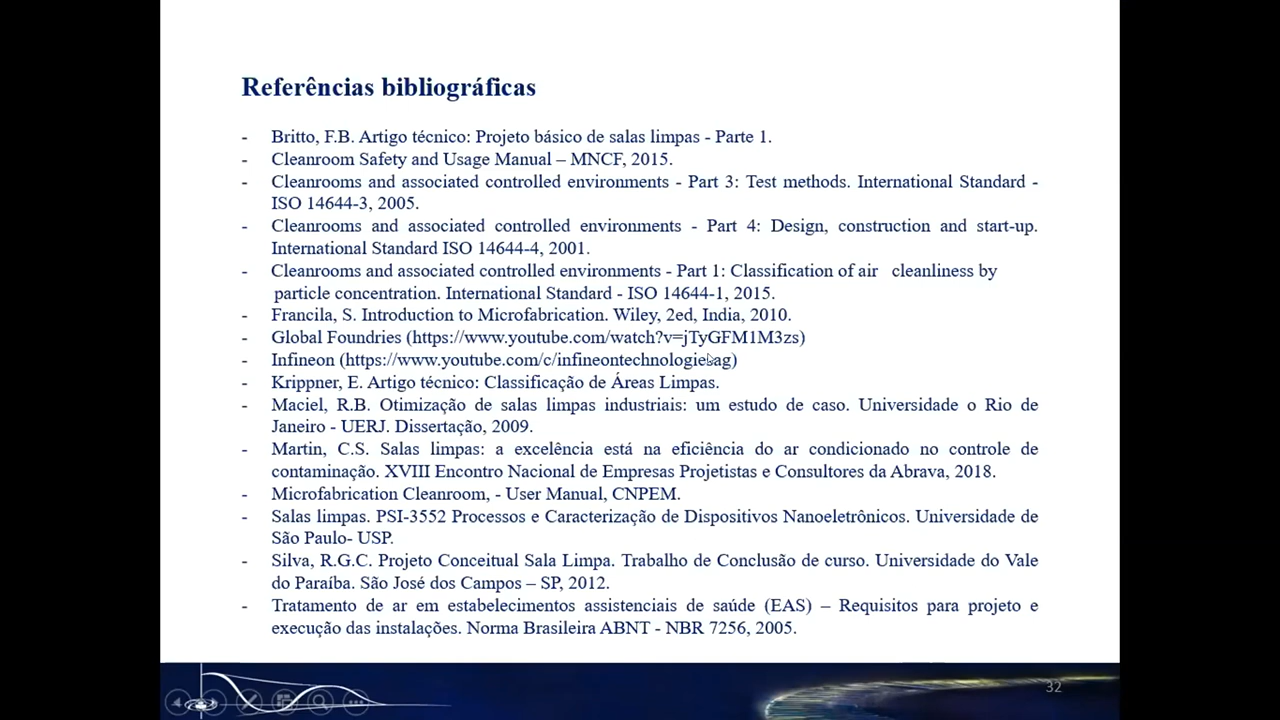 Referências bibliográficas
- Britto, F.B. Artigo técnico: Projeto básico de salas limpas - Parte 1.
- Cleanroom Safety and Usage Manual – MNCF, 2015.
- Cleanrooms and associated controlled environments - Part 3: Test methods. International Standard -
ISO 14644-3, 2005.
- Cleanrooms and associated controlled environments - Part 4: Design, construction and start-up.
International Standard ISO 14644-4, 2001.
- Cleanrooms and associated controlled environments - Part 1: Classification of air cleanliness by
particle concentration. International Standard - ISO 14644-1, 2015.
- Francila, S. Introduction to Microfabrication. Wiley, 2ed, India, 2010.
- Global Foundries (https://www.youtube.com/watch?v=jTyGFM1M3zs)
- Infineon (https://www.youtube.com/c/infineontechnologiesag)
- Krippner, E. Artigo técnico: Classificação de Áreas Limpas.
- Maciel, R.B. Otimização de salas limpas industriais: um estudo de caso. Universidade o Rio de
Janeiro - UERJ. Dissertação, 2009.
- Martin, C.S. Salas limpas: a excelência está na eficiência do ar condicionado no controle de
contaminação. XVIII Encontro Nacional de Empresas Projetistas e Consultores da Abrava, 2018.
- Microfabrication Cleanroom, - User Manual, CNPEM.
- Salas limpas. PSI-3552 Processos e Caracterização de Dispositivos Nanoeletrônicos. Universidade de
São Paulo- USP.
- Silva, R.G.C. Projeto Conceitual Sala Limpa. Trabalho de Conclusão de curso. Universidade do Vale
do Paraíba. São José dos Campos – SP, 2012.
- Tratamento de ar em estabelecimentos assistenciais de saúde (EAS) – Requisitos para projeto e
execução das instalações. Norma Brasileira ABNT - NBR 7256, 2005.
32